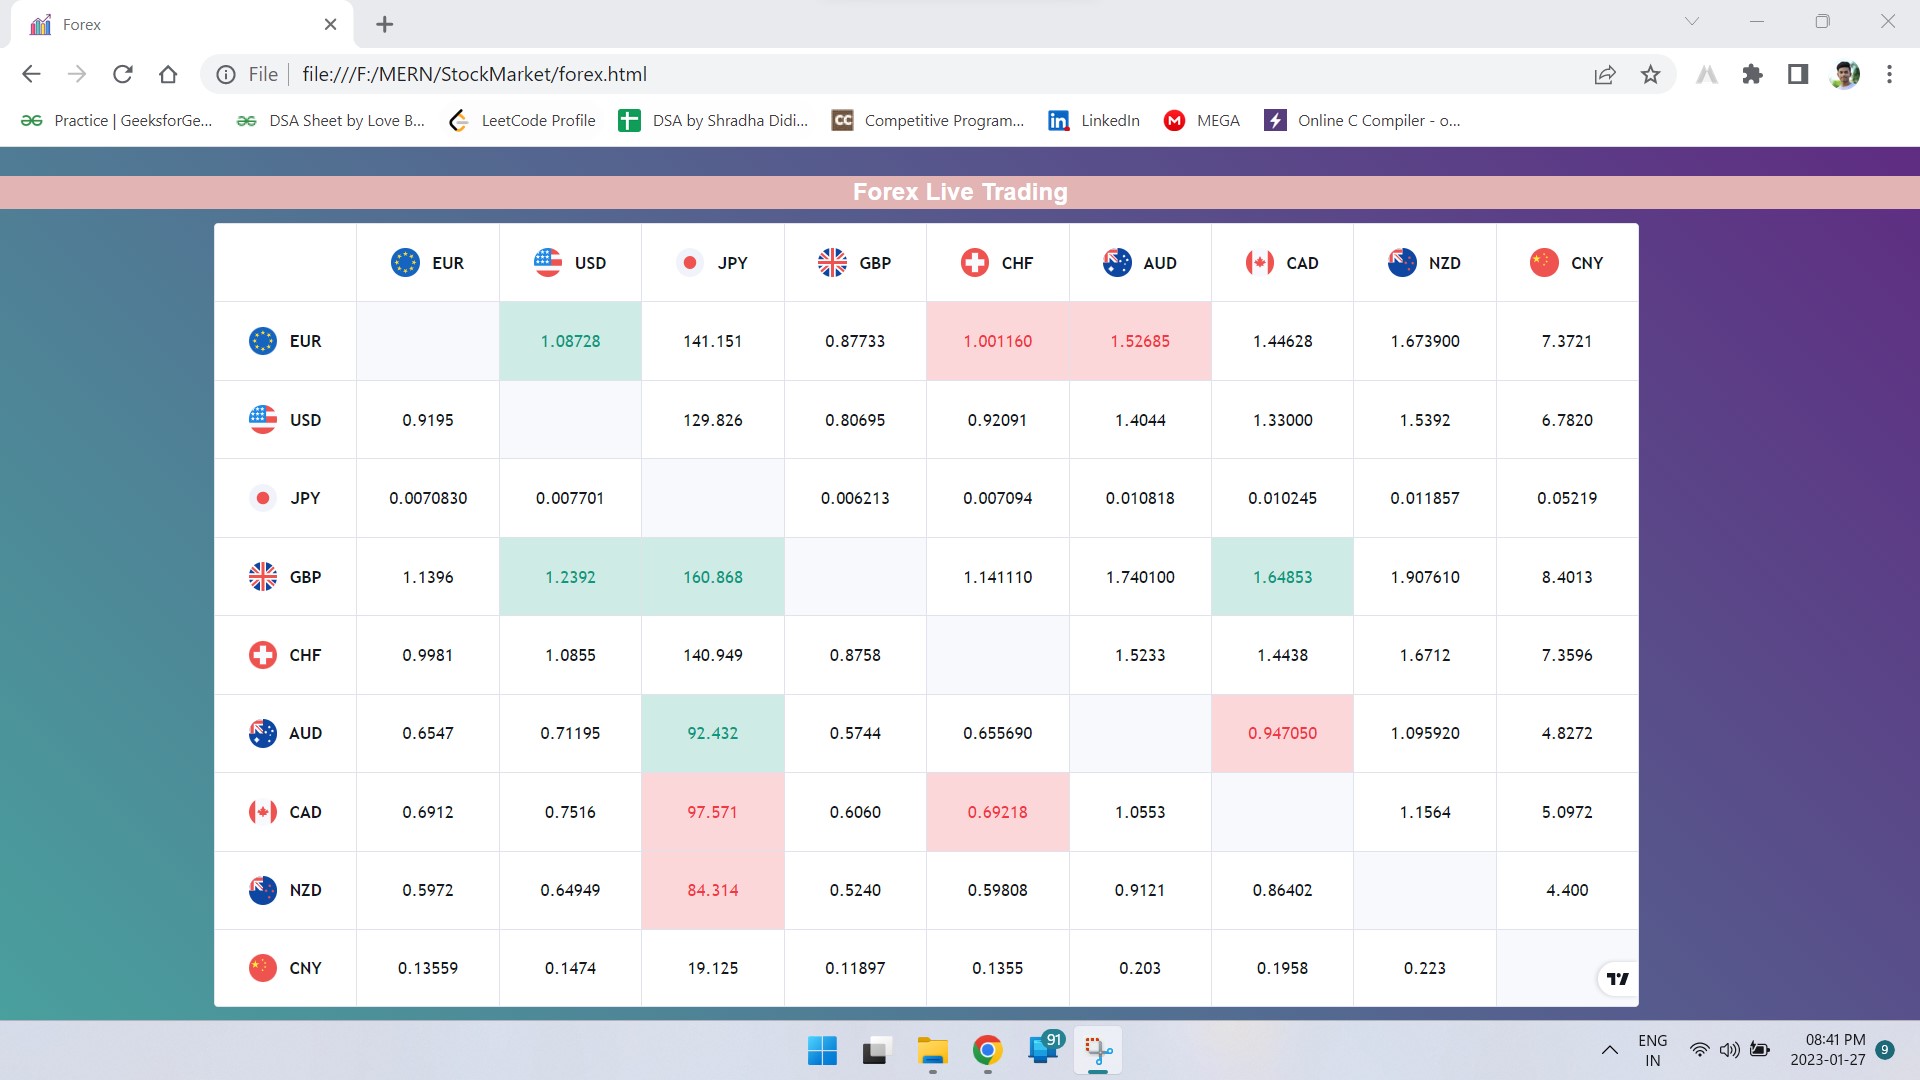 Forex
File file:///F:/MERN/StockMarket/forex.html
Practice | GeeksforGe... DSA Sheet by Love B... LeetCode Profile DSA by Shradha Didi... CC Competitive Program... in LinkedIn M MEGA Online C Compiler - o...
Forex Live Trading
EUR USD JPY GBP CHF AUD CAD NZD CNY
EUR 1.08728 141.151 0.87733 1.001160 1.52685 1.44628 1.673900 7.3721
USD 0.9195 129.826 0.80695 0.92091 1.4044 1.33000 1.5392 6.7820
JPY 0.0070830 0.007701 0.006213 0.007094 0.010818 0.010245 0.011857 0.05219
GBP 1.1396 1.2392 160.868 1.141110 1.740100 1.64853 1.907610 8.4013
CHF 0.9981 1.0855 140.949 0.8758 1.5233 1.4438 1.6712 7.3596
AUD 0.6547 0.71195 92.432 0.5744 0.655690 0.947050 1.095920 4.8272
CAD 0.6912 0.7516 97.571 0.6060 0.69218 1.0553 1.1564 5.0972
NZD 0.5972 0.64949 84.314 0.5240 0.59808 0.9121 0.86402 4.400
CNY 0.13559 0.1474 19.125 0.11897 0.1355 0.203 0.1958 0.223
91
ENG
IN
08:41 PM
2023-01-27
9